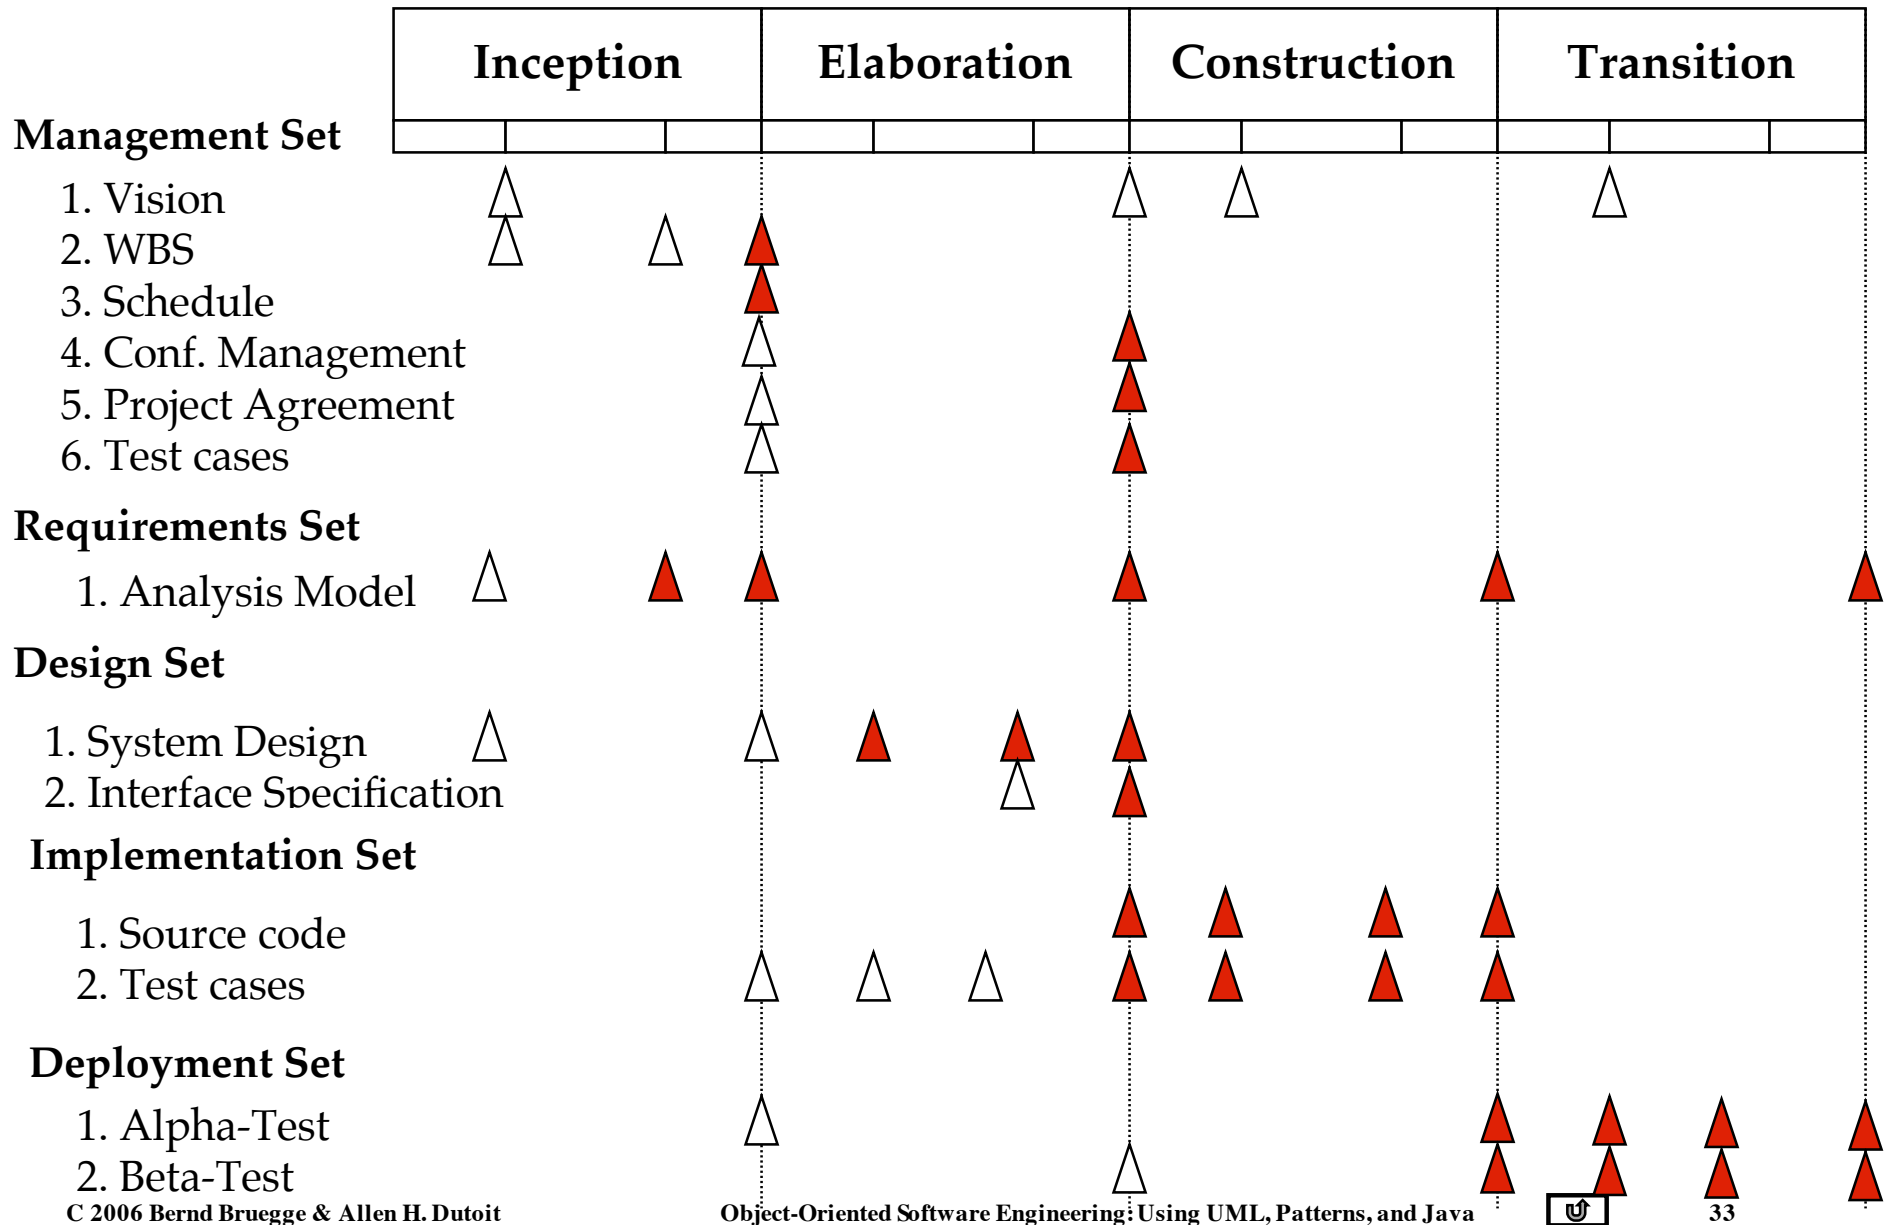 Inception Elaboration Construction Transition
Management Set
1. Vision
2. WBS
3. Schedule
4. Conf. Management
5. Project Agreement
6. Test cases
Requirements Set
1. Analysis Model
Design Set
1. System Design
2. Interface Specification
Implementation Set
1. Source code
2. Test cases
Deployment Set
1. Alpha-Test
2. Beta-Test
C 2006 Bernd Bruegge & Allen H. Dutoit Object-Oriented Software Engineering: Using UML, Patterns, and Java 33